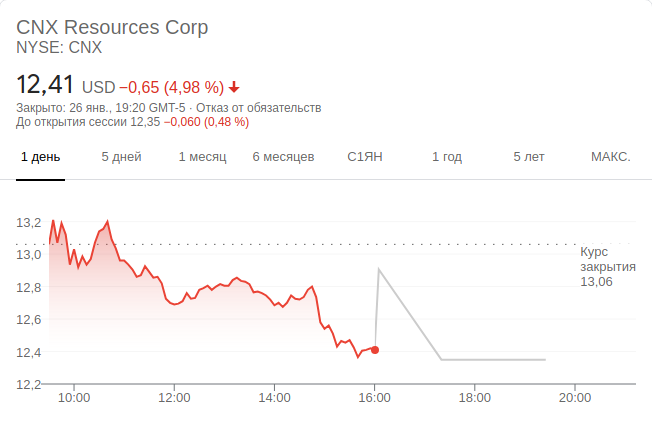 CNX Resources Corp
NYSE: CNX
12,41 USD −0,65 (4,98 %)
Закрыто: 26 янв., 19:20 GMT-5 · Отказ от обязательств
До открытия сессии 12,35 −0,060 (0,48 %)
1 день 5 дней 1 месяц 6 месяцев С1ЯН 1 год 5 лет МАКС.
13,2
13,0
12,8
12,6
12,4
12,2
Курс
закрытия
13,06
10:00 12:00 14:00 16:00 18:00 20:00